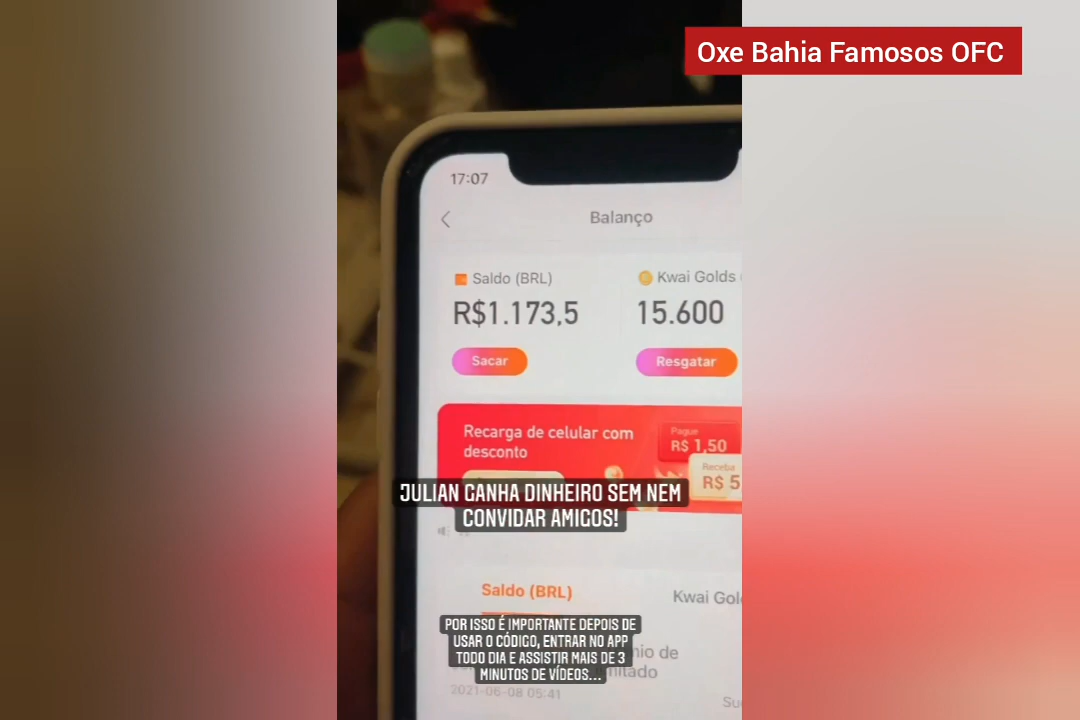 Oxe Bahia Famosos OFC
17:07
Balanço
Saldo (BRL)
Kwai Golds
R$1.173,5
15.600
Sacar
Resgatar
Recarga de celular com
desconto
Pague
R$ 1,50
Receba
R$ 5
JULIAN GANHA DINHEIRO SEM NEM
CONVIDAR AMIGOS!
Saldo (BRL)
Kwai Gol
POR ISSO É IMPORTANTE DEPOIS DE
USAR O CÓDIGO, ENTRAR NO APP
TODO DIA E ASSISTIR MAIS DE 3
MINUTOS DE VÍDEOS...
de
2021-06-08 05:41